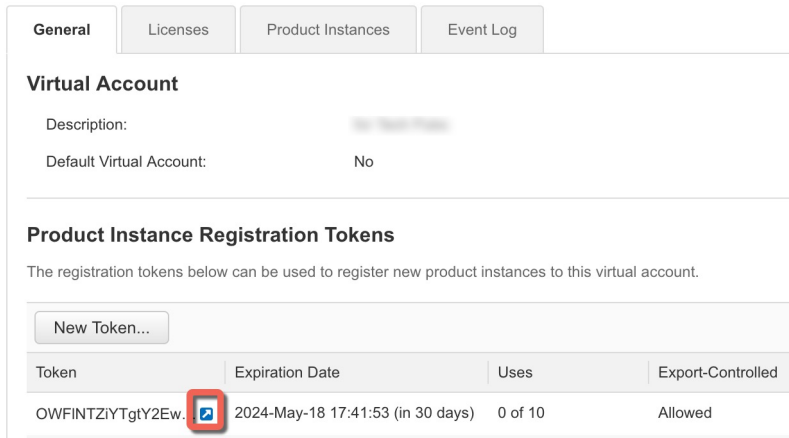 General Licenses Product Instances Event Log
Virtual Account
Description:
Default Virtual Account: No
Product Instance Registration Tokens
The registration tokens below can be used to register new product instances to this virtual account.
New Token...
Token Expiration Date Uses Export-Controlled
OWFINTZiYTgtY2Ew... 2024-May-18 17:41:53 (in 30 days) 0 of 10 Allowed